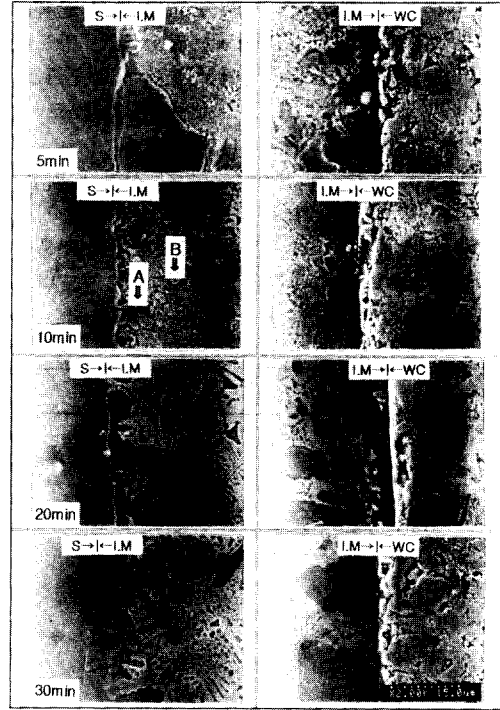 S→|←I.M
I.M→|←WC
5min
S→|←I.M
I.M→|←WC
A
B
10min
S→|←I.M
I.M→|←WC
20min
S→|←I.M
I.M→|←WC
30min